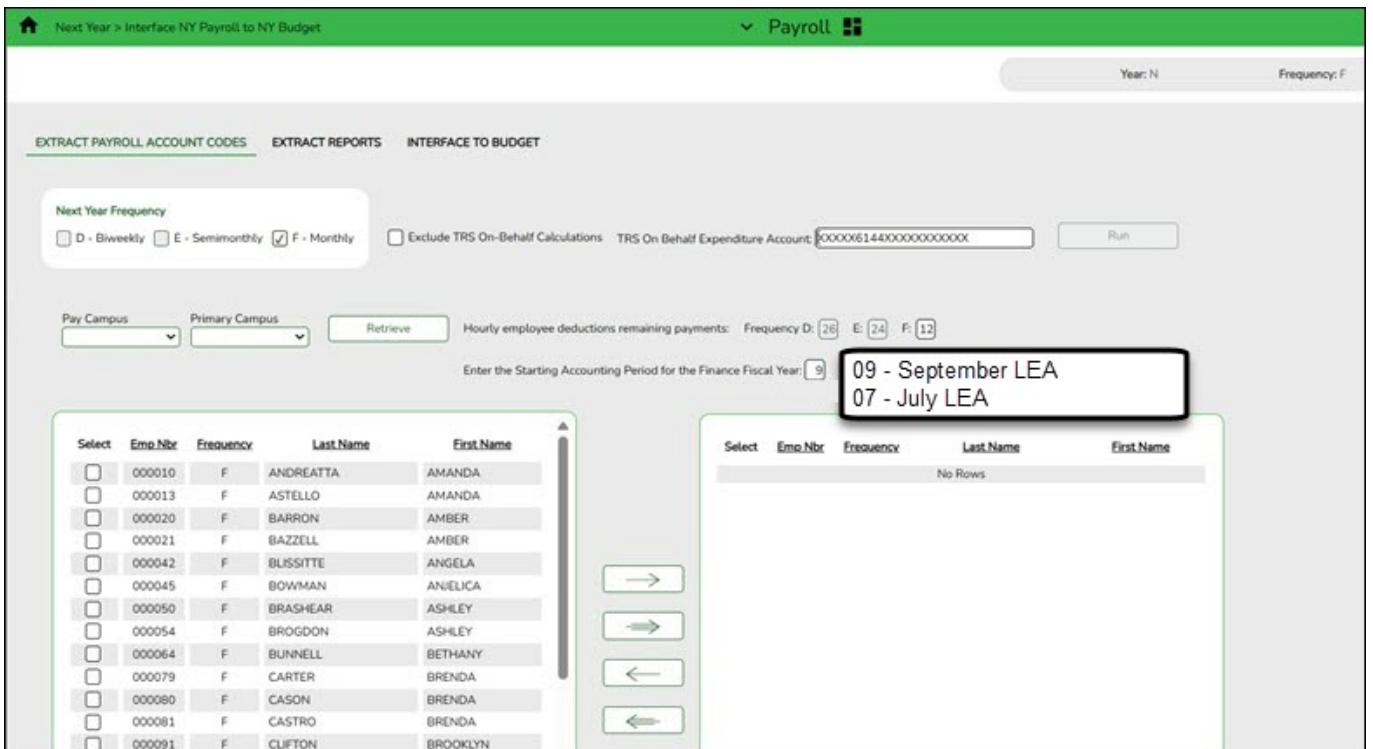 Next Year > Interface NY Payroll to NY Budget
Payroll
Year: N Frequency: F
EXTRACT PAYROLL ACCOUNT CODES EXTRACT REPORTS INTERFACE TO BUDGET
Next Year Frequency
D - Biweekly E - Semimonthly F - Monthly Exclude TRS On-Behalf Calculations TRS On Behalf Expenditure Account: XXXXX6144XXXXXXXXXXX Run
Pay Campus Primary Campus
Retrieve Hourly employee deductions remaining payments: Frequency D: 26 E: 24 F: 12
Enter the Starting Accounting Period for the Finance Fiscal Year: 9
09 - September LEA
07 - July LEA
Select Emp Nbr Frequency Last Name First Name
000010 F ANDREATTA AMANDA
000013 F ASTELLO AMANDA
000020 F BARRON AMBER
000021 F BAZZELL AMBER
000042 F BLISSITTE ANGELA
000045 F BOWMAN ANJELICA
000050 F BRASHEAR ASHLEY
000054 F BROGDON ASHLEY
000064 F BUNNELL BETHANY
000079 F CARTER BRENDA
000080 F CASON BRENDA
000081 F CASTRO BRENDA
000091 F CLIFTON BROOKLYN
Select Emp Nbr Frequency Last Name First Name
No Rows